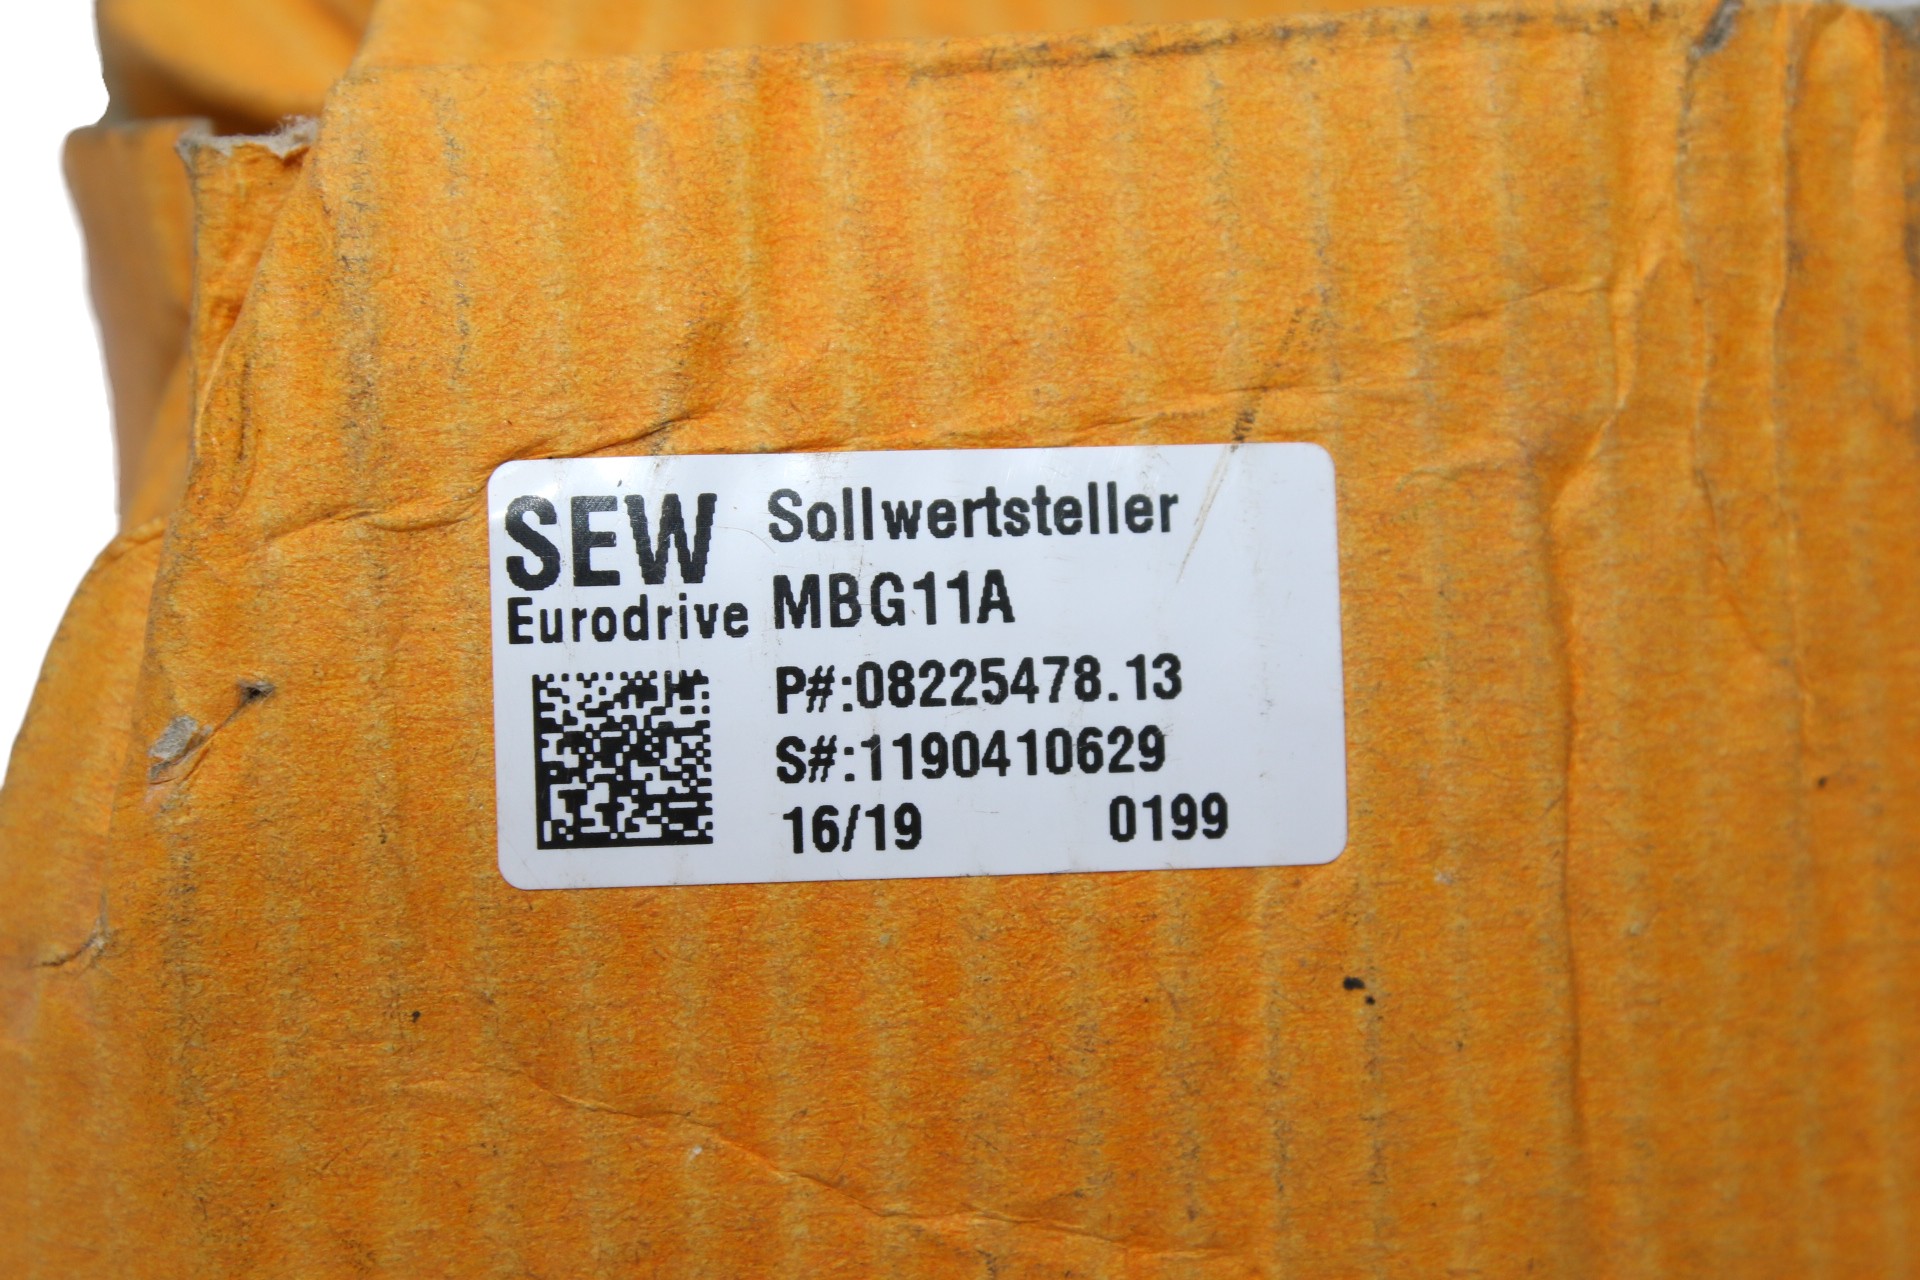 SEW
Eurodrive
Sollwertsteller
MBG11A
P#:08225478.13
S#:1190410629
16/19 0199